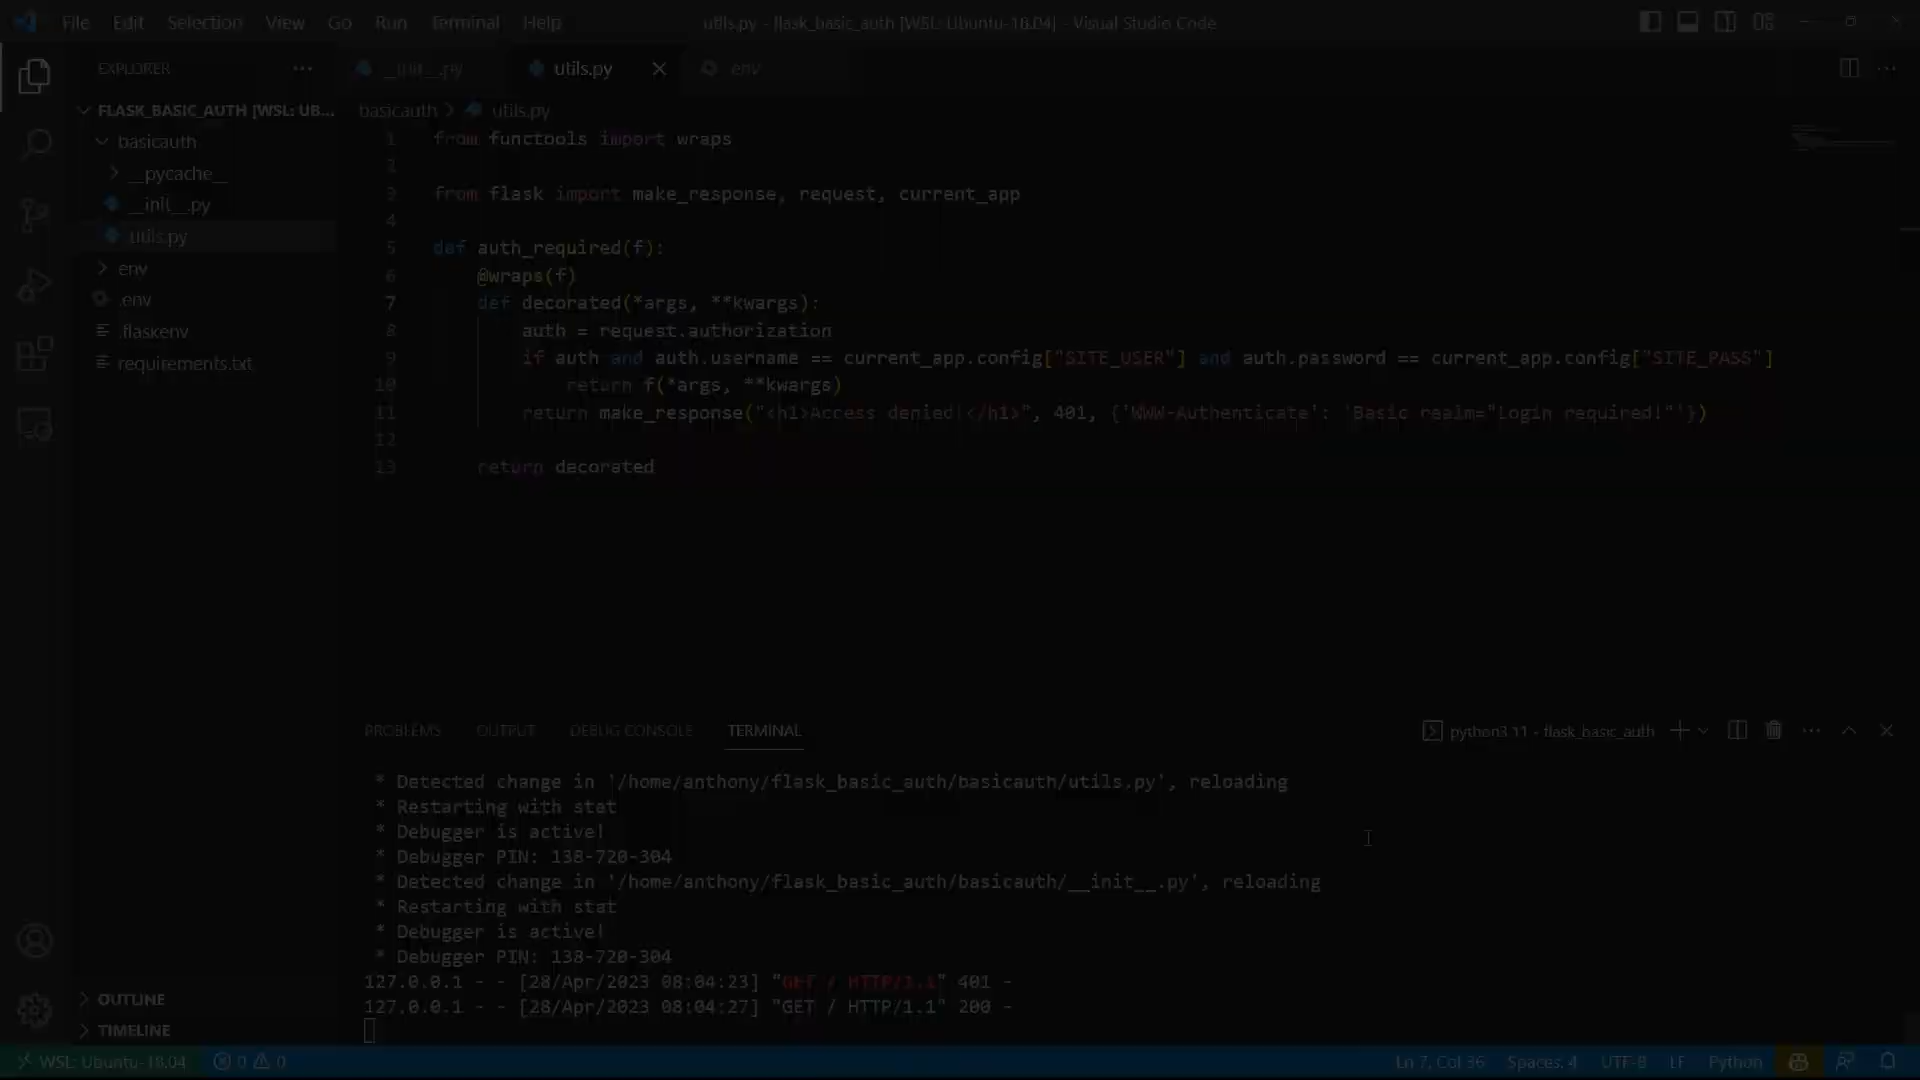 File Edit Selection View Go Run Terminal Help
utils.py - flask_basic_auth [WSL: Ubuntu-18.04] - Visual Studio Code
EXPLORER
FLASK_BASIC_AUTH [WSL: UB...
basicauth
__pycache__
__init__.py
utils.py
env
.env
.flaskenv
requirements.txt
OUTLINE
TIMELINE
__init__.py
utils.py
.env
basicauth > utils.py
1 from functools import wraps
2
3 from flask import make_response, request, current_app
4
5 def auth_required(f):
6 @wraps(f)
7 def decorated(*args, **kwargs):
8 auth = request.authorization
9 if auth and auth.username == current_app.config["SITE_USER"] and auth.password == current_app.config["SITE_PASS"]
10 return f(*args, **kwargs)
11 return make_response("<h1>Access denied!</h1>", 401, {'WWW-Authenticate': 'Basic realm="Login required!"'})
12
13 return decorated
PROBLEMS OUTPUT DEBUG CONSOLE TERMINAL
python3.11 - flask_basic_auth
* Detected change in '/home/anthony/flask_basic_auth/basicauth/utils.py', reloading
* Restarting with stat
* Debugger is active!
* Debugger PIN: 138-720-304
* Detected change in '/home/anthony/flask_basic_auth/basicauth/__init__.py', reloading
* Restarting with stat
* Debugger is active!
* Debugger PIN: 138-720-304
127.0.0.1 - - [28/Apr/2023 08:04:23] "GET / HTTP/1.1" 401 -
127.0.0.1 - - [28/Apr/2023 08:04:27] "GET / HTTP/1.1" 200 -
WSL: Ubuntu-18.04 0 0
Ln 7, Col 36 Spaces: 4 UTF-8 LF Python